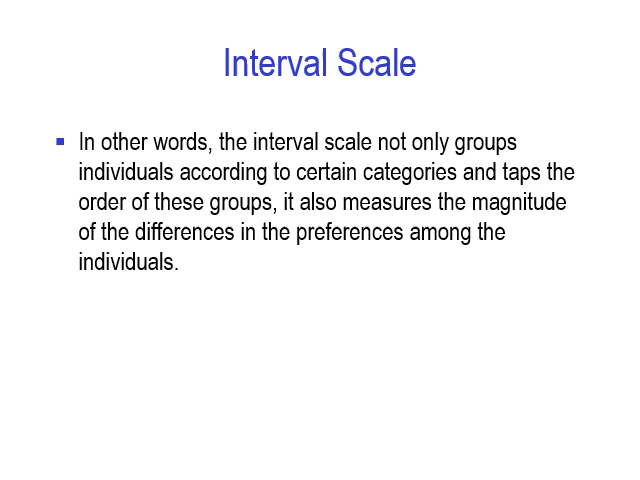 Interval Scale
In other words, the interval scale not only groups
individuals according to certain categories and taps the
order of these groups, it also measures the magnitude
of the differences in the preferences among the
individuals.